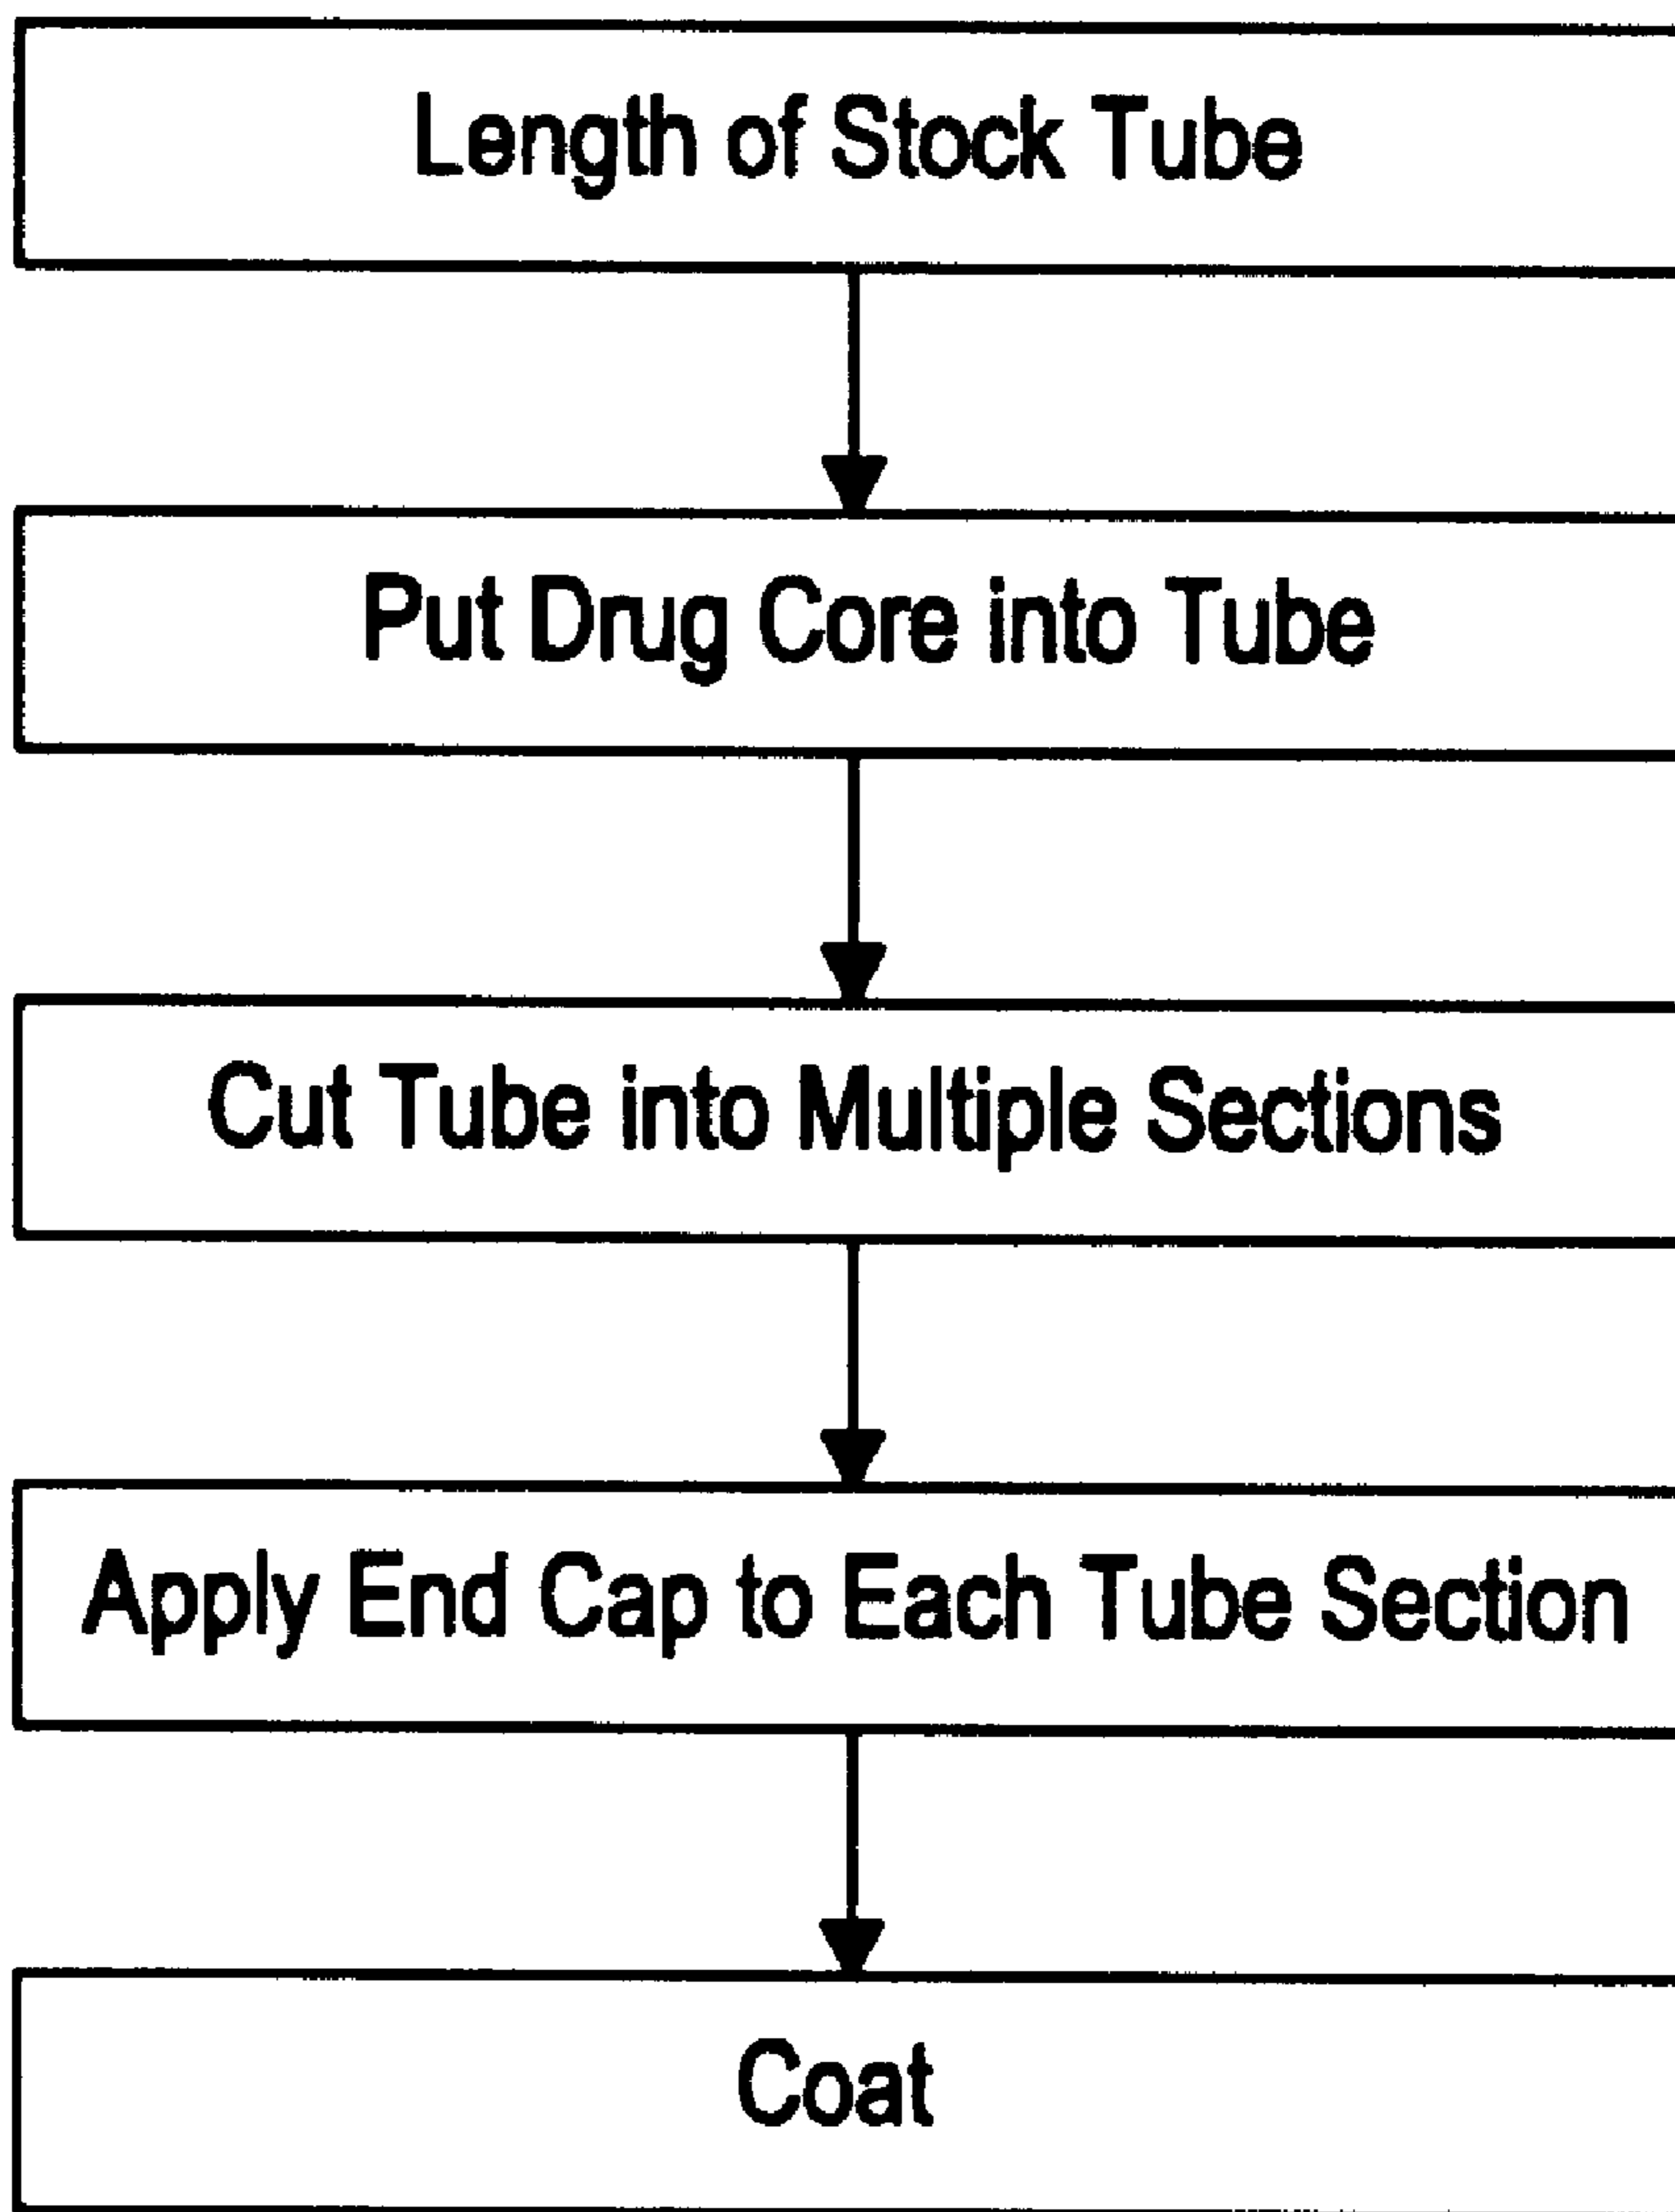 Length of Stock Tube
Put Drug Core into Tube
Cut Tube into Multiple Sections
Apply End Cap to Each Tube Section
Coat